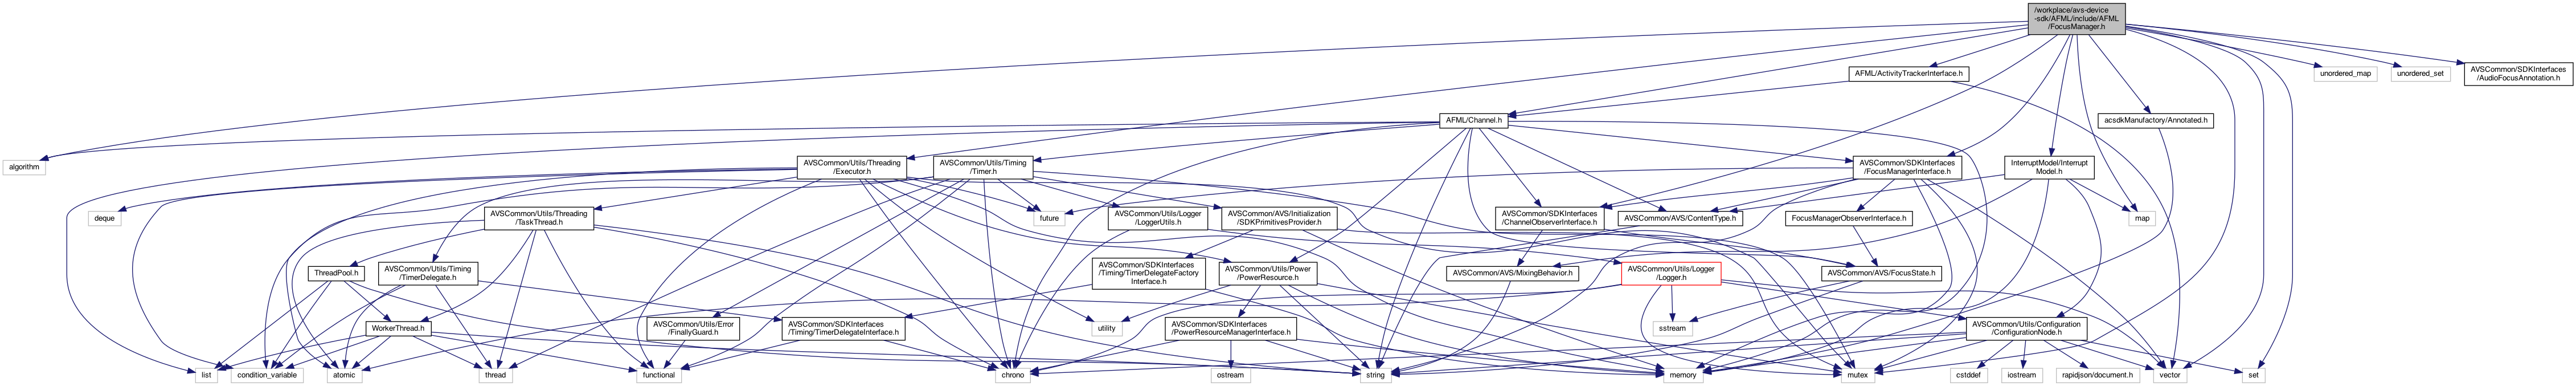 /workplace/avs-device
-sdk/AFML/include/AFML
/FocusManager.h
AFML/ActivityTrackerInterface.h
unordered_map
unordered_set
AVSCommon/SDKInterfaces
/AudioFocusAnnotation.h
AFML/Channel.h
acsdkManufactory/Annotated.h
algorithm
AVSCommon/Utils/Threading
/Executor.h
AVSCommon/Utils/Timing
/Timer.h
AVSCommon/SDKInterfaces
/FocusManagerInterface.h
InterruptModel/Interrupt
Model.h
deque
AVSCommon/Utils/Threading
/TaskThread.h
future
AVSCommon/Utils/Logger
/LoggerUtils.h
AVSCommon/AVS/Initialization
/SDKPrimitivesProvider.h
AVSCommon/SDKInterfaces
/ChannelObserverInterface.h
AVSCommon/AVS/ContentType.h
FocusManagerObserverInterface.h
map
ThreadPool.h
AVSCommon/Utils/Timing
/TimerDelegate.h
AVSCommon/SDKInterfaces
/Timing/TimerDelegateFactory
Interface.h
AVSCommon/Utils/Power
/PowerResource.h
AVSCommon/AVS/MixingBehavior.h
AVSCommon/Utils/Logger
/Logger.h
AVSCommon/AVS/FocusState.h
WorkerThread.h
AVSCommon/Utils/Error
/FinallyGuard.h
AVSCommon/SDKInterfaces
/Timing/TimerDelegateInterface.h
utility
AVSCommon/SDKInterfaces
/PowerResourceManagerInterface.h
sstream
AVSCommon/Utils/Configuration
/ConfigurationNode.h
list
condition_variable
atomic
thread
functional
chrono
ostream
string
memory
mutex
cstddef
iostream
rapidjson/document.h
vector
set